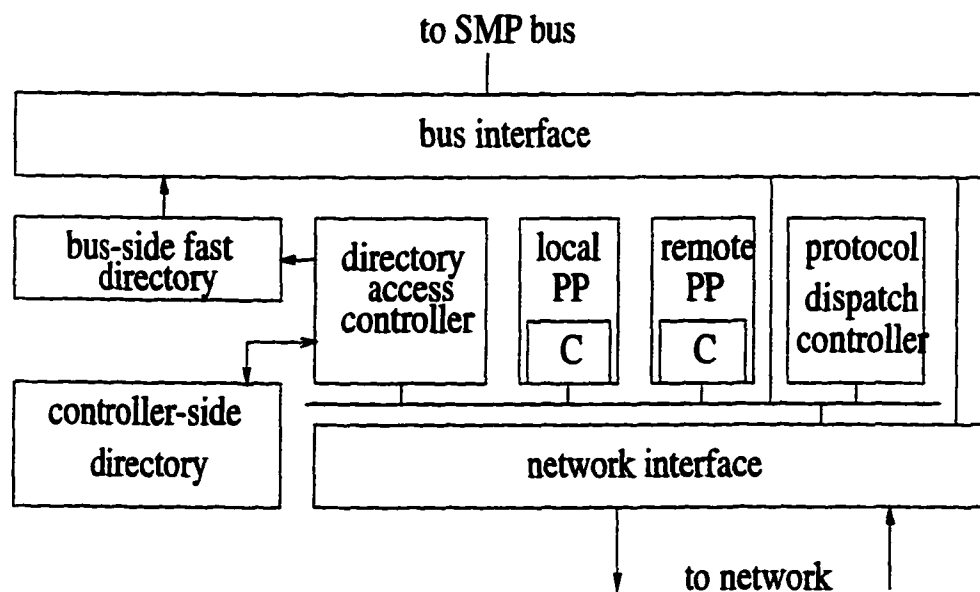 to SMP bus
bus interface
bus-side fast
directory
directory
access
controller
local
PP
C
remote
PP
C
protocol
dispatch
controller
controller-side
directory
network interface
to network